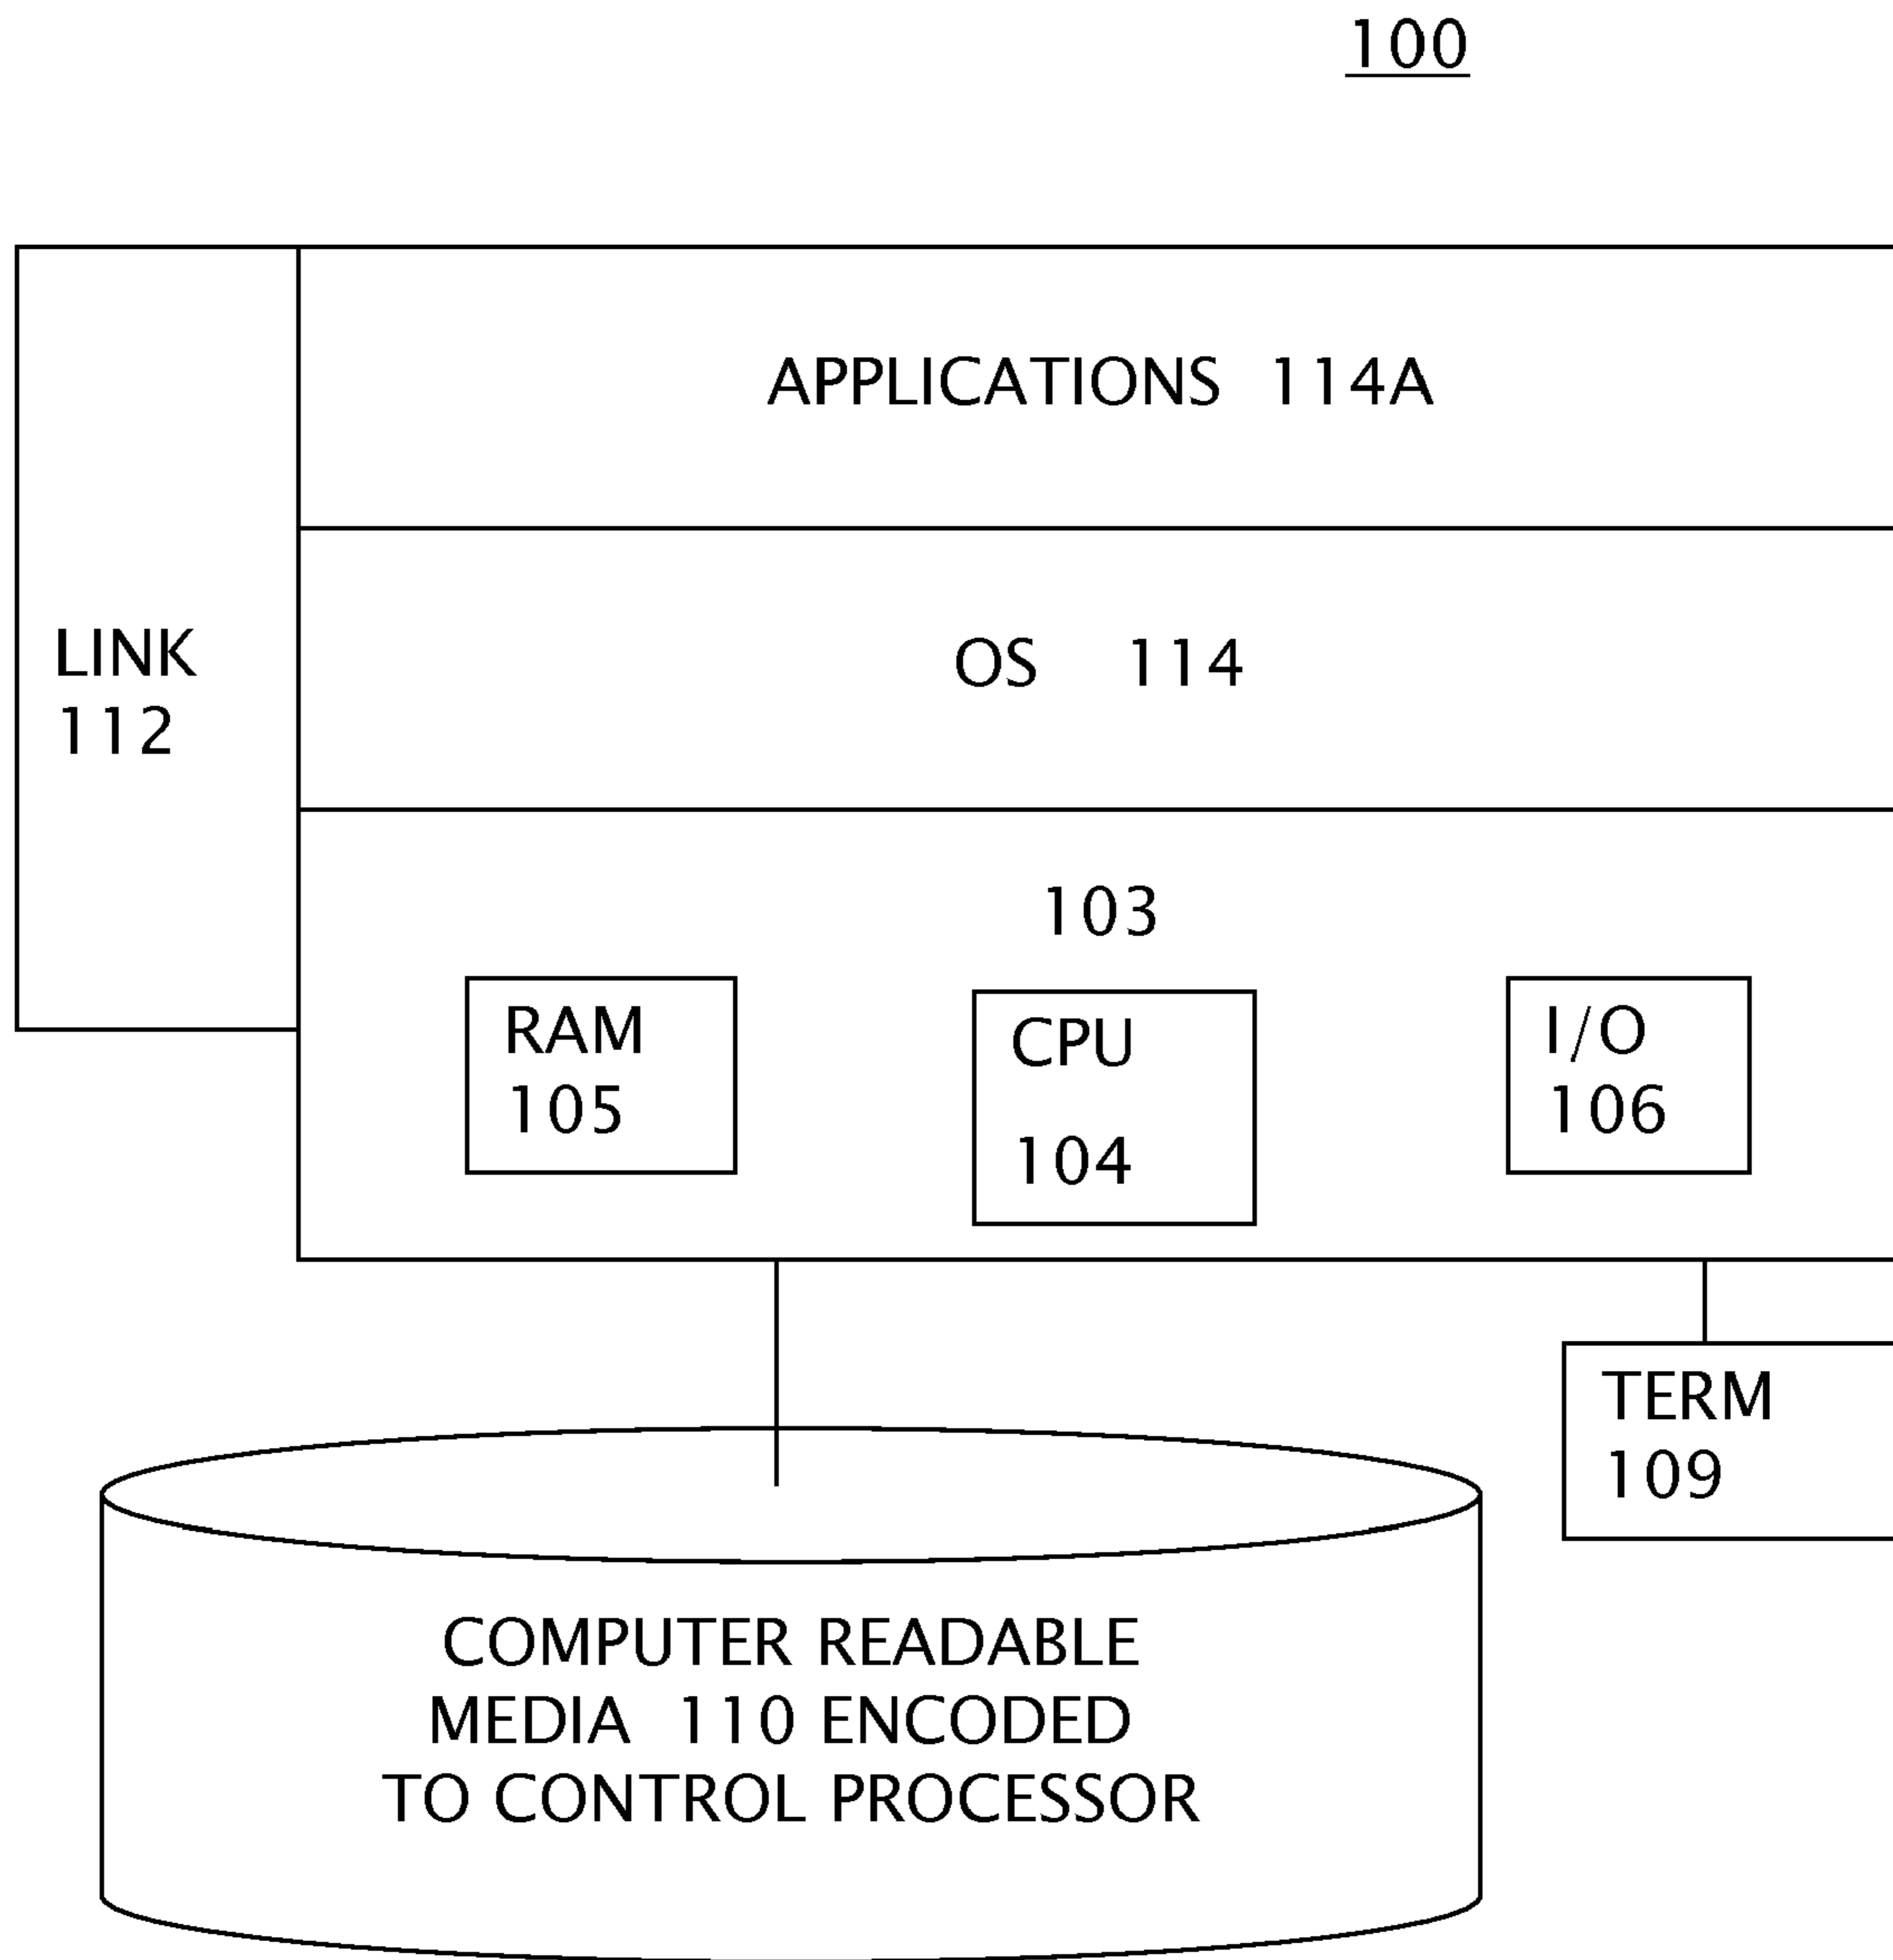 100
APPLICATIONS 114A
OS 114
LINK
112
103
RAM
105
CPU
104
I/O
106
TERM
109
COMPUTER READABLE
MEDIA 110 ENCODED
TO CONTROL PROCESSOR